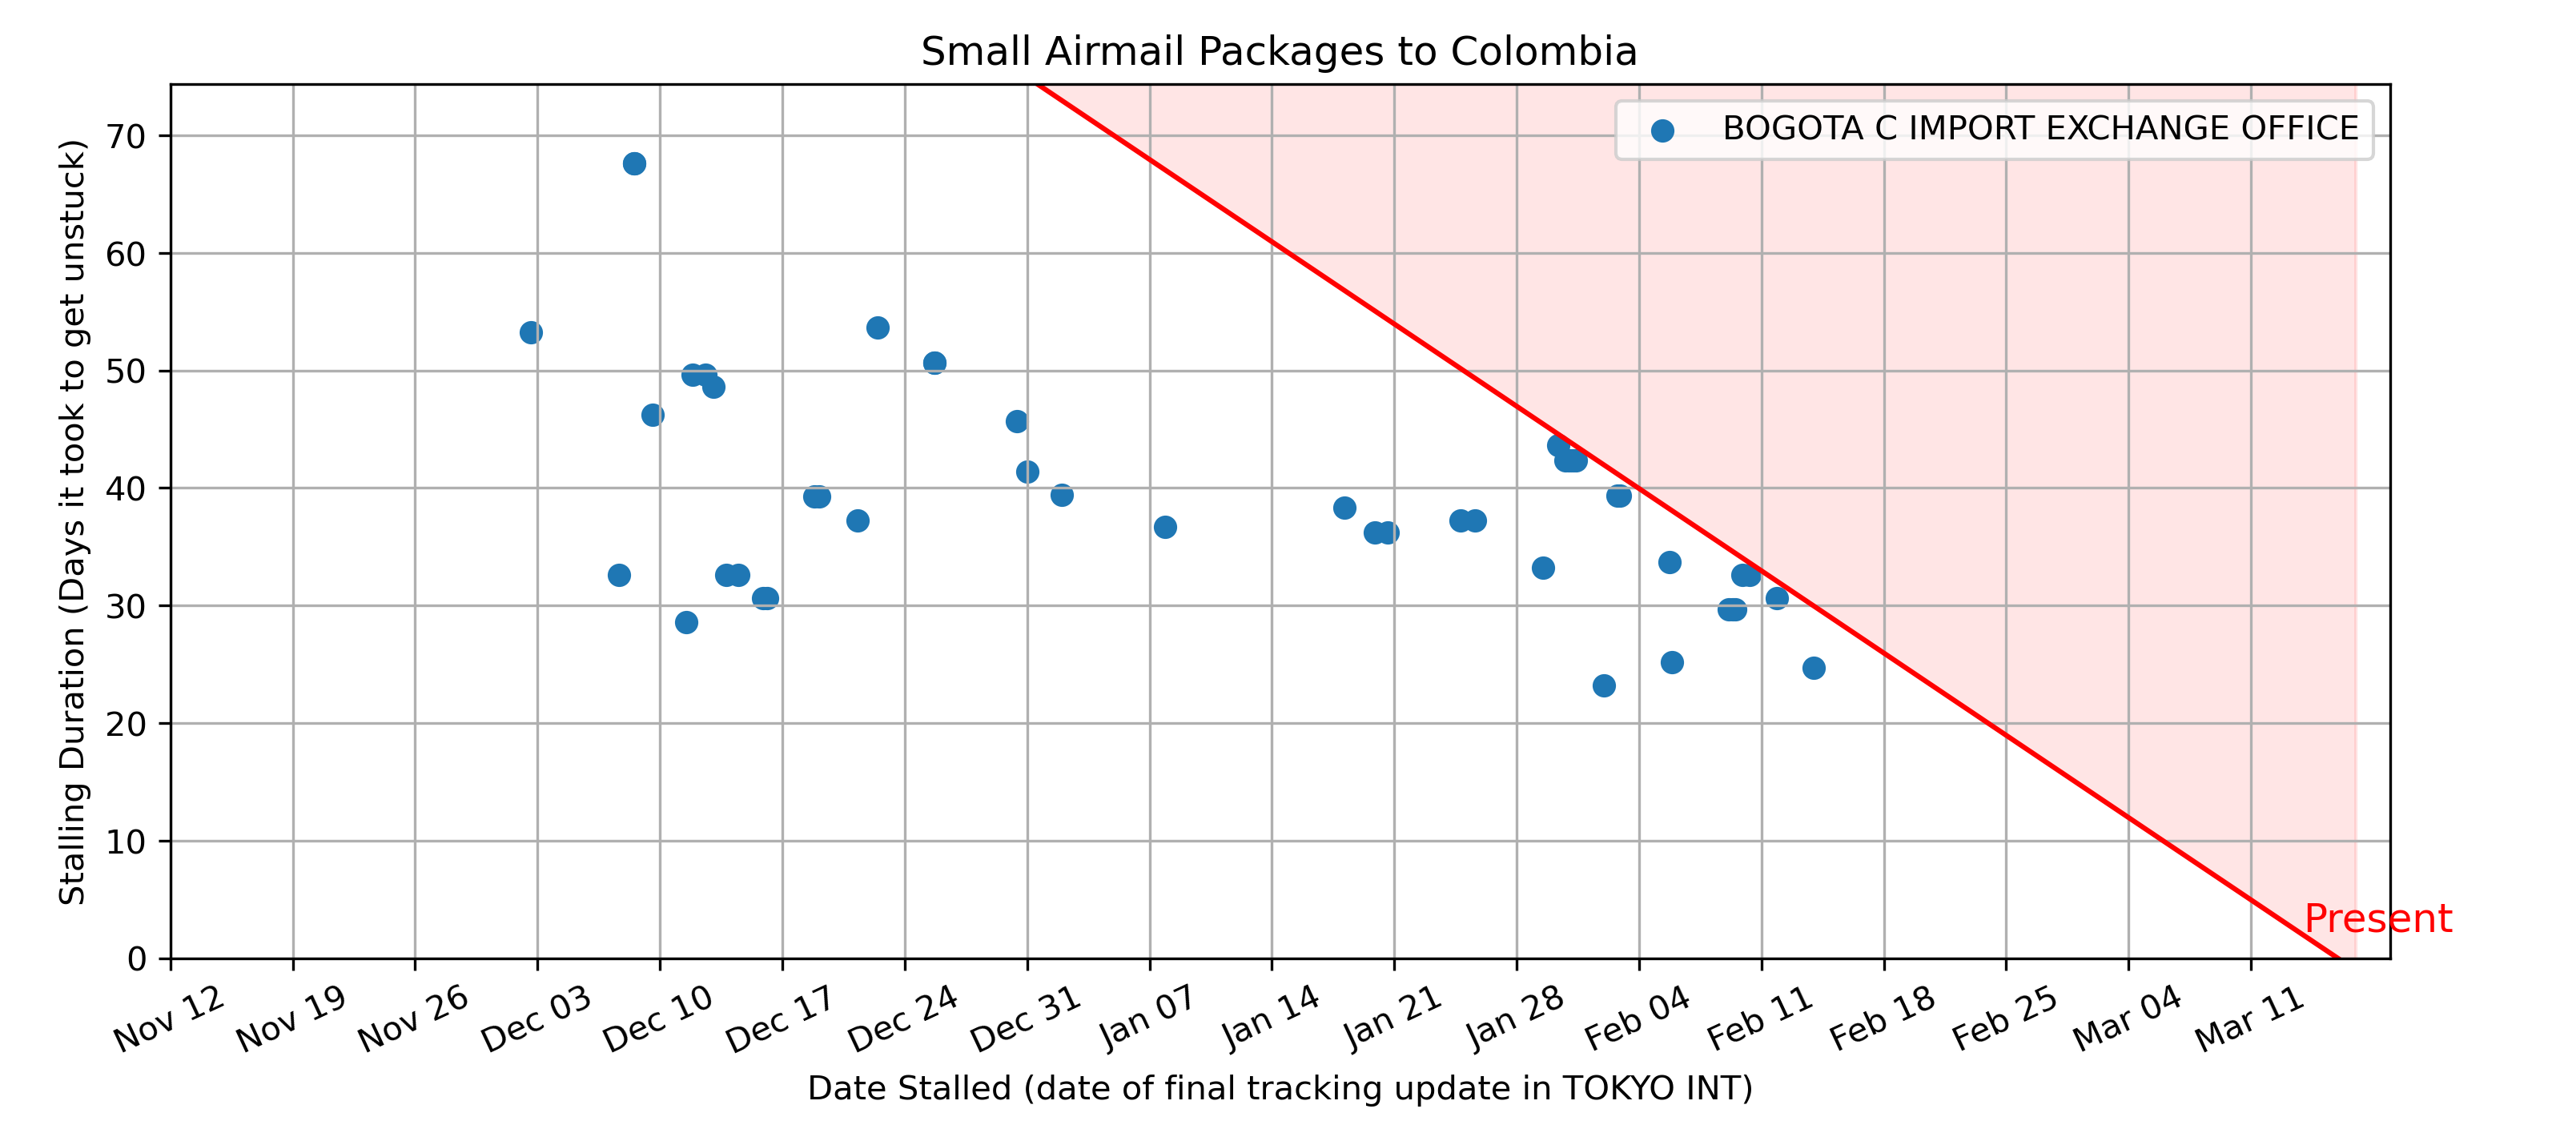 Small Airmail Packages to Colombia
BOGOTA C IMPORT EXCHANGE OFFICE
Stalling Duration (Days it took to get unstuck)
70
60
50
40
30
20
10
0
Present
Nov 12
Nov 19
Nov 26
Dec 03
Dec 10
Dec 17
Dec 24
Dec 31
Jan 07
Jan 14
Jan 21
Jan 28
Feb 04
Feb 11
Feb 18
Feb 25
Mar 04
Mar 11
Date Stalled (date of final tracking update in TOKYO INT)